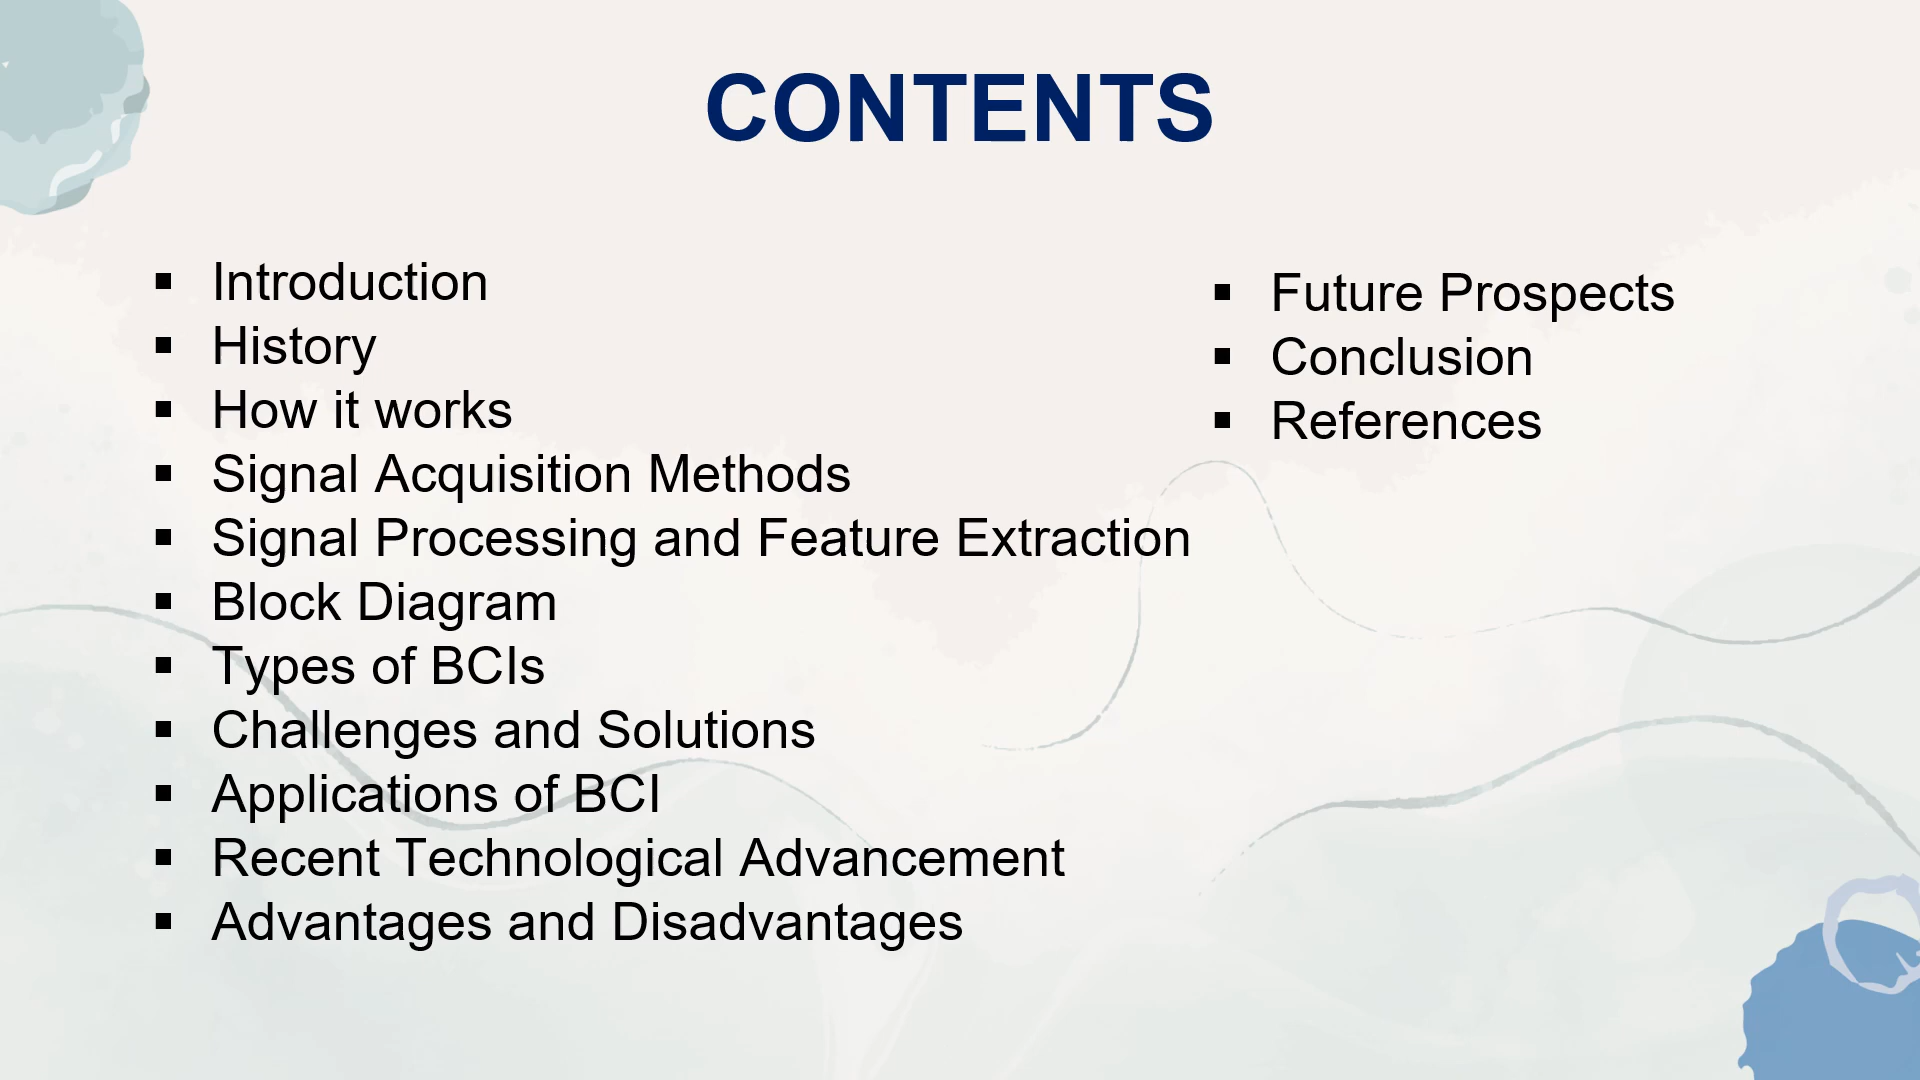 CONTENTS
▪ Introduction
▪ History
▪ How it works
▪ Signal Acquisition Methods
▪ Signal Processing and Feature Extraction
▪ Block Diagram
▪ Types of BCIs
▪ Challenges and Solutions
▪ Applications of BCI
▪ Recent Technological Advancement
▪ Advantages and Disadvantages
▪ Future Prospects
▪ Conclusion
▪ References